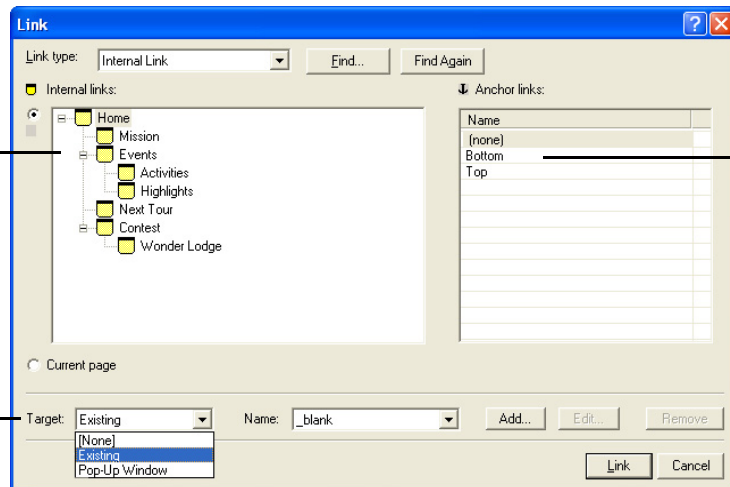 Link
Link type: Internal Link Find... Find Again
Internal links: Anchor links:
Home
Mission
Events
Activities
Highlights
Next Tour
Contest
Wonder Lodge
Name
(none)
Bottom
Top
Current page
Target: Existing Name: _blank Add... Edit... Remove
[None]
Existing
Pop-Up Window
Link Cancel